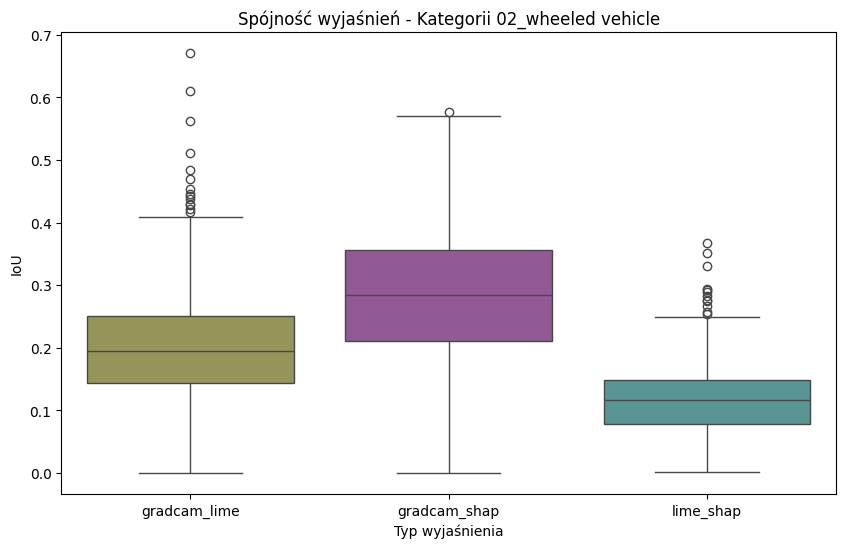 Spójność wyjaśnień - Kategorii 02_wheeled vehicle
0.7
0.6
0.5
0.4
0.3
0.2
0.1
0.0
IoU
gradcam_lime
gradcam_shap
lime_shap
Typ wyjaśnienia